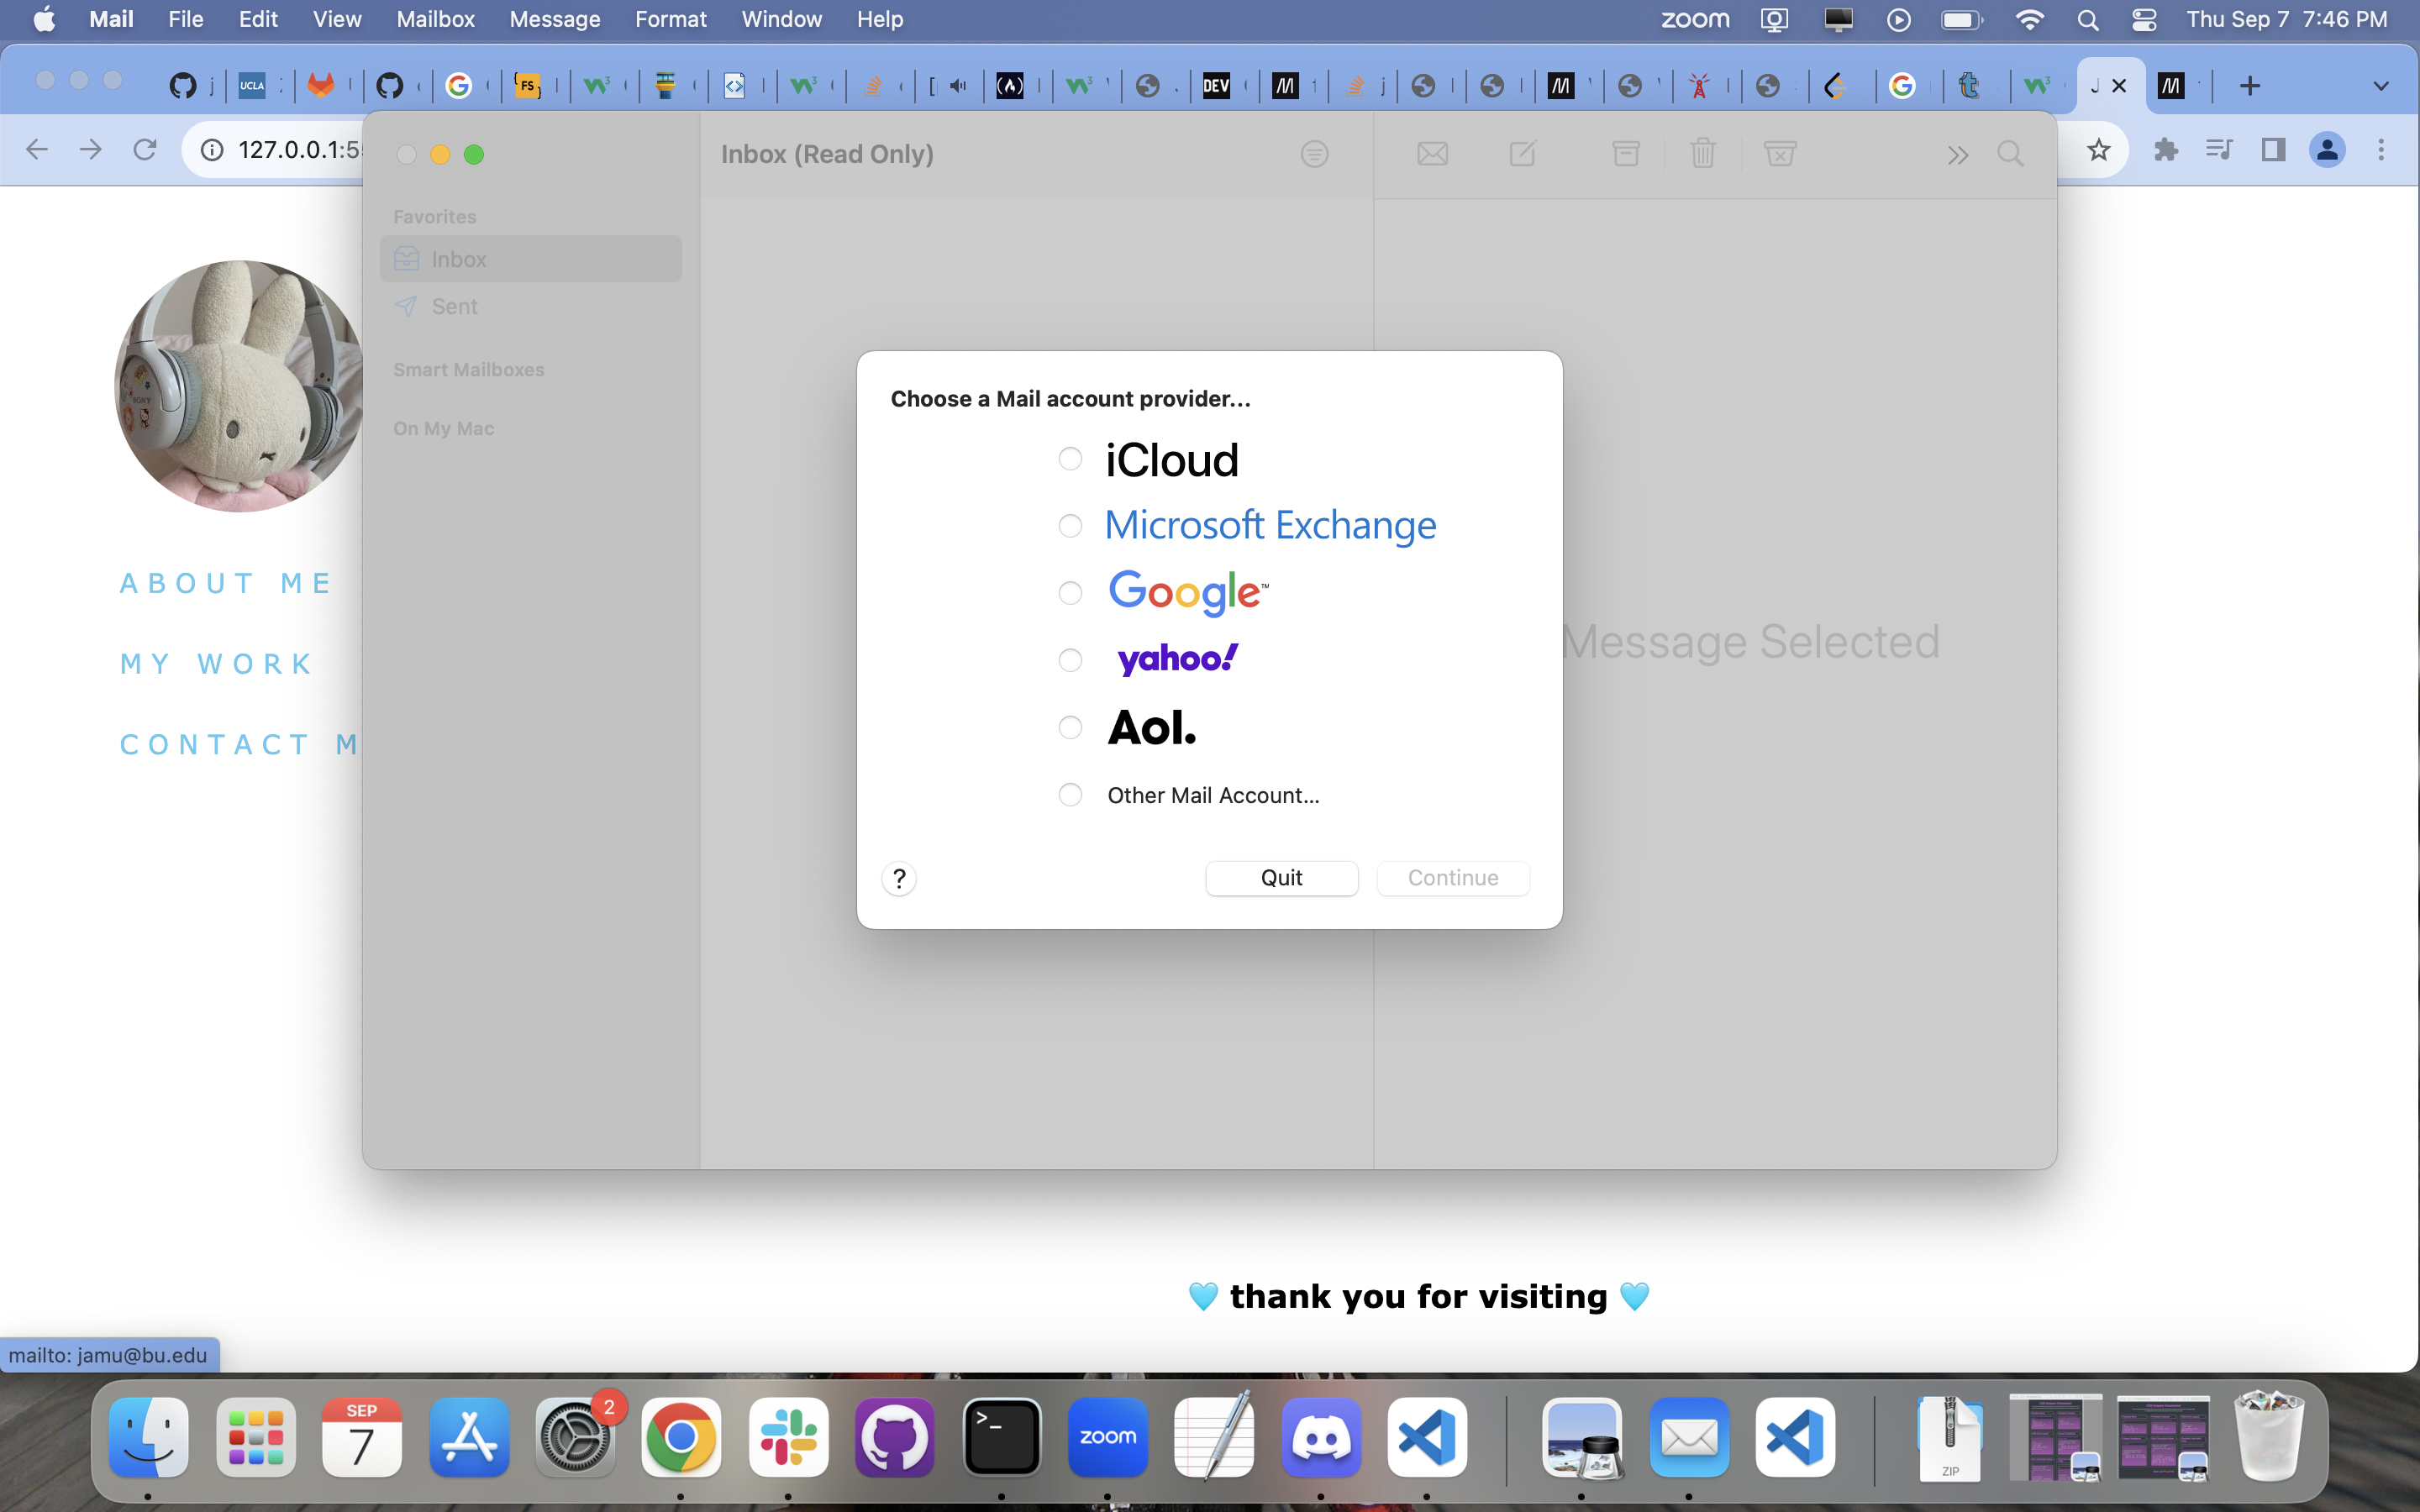 Mail File Edit View Mailbox Message Format Window Help zoom Thu Sep 7 7:46 PM
UCLA FS DEV
127.0.0.1:5
Inbox (Read Only)
Favorites
Inbox
Sent
Smart Mailboxes
On My Mac
SONY
ABOUT ME
MY WORK
CONTACT M
Choose a Mail account provider...
iCloud
Microsoft Exchange
Google™
yahoo!
Aol.
Other Mail Account...
? Quit Continue
Message Selected
🩵 thank you for visiting 🩵
mailto: jamu@bu.edu
SEP
7
2
>_
zoom
ZIP